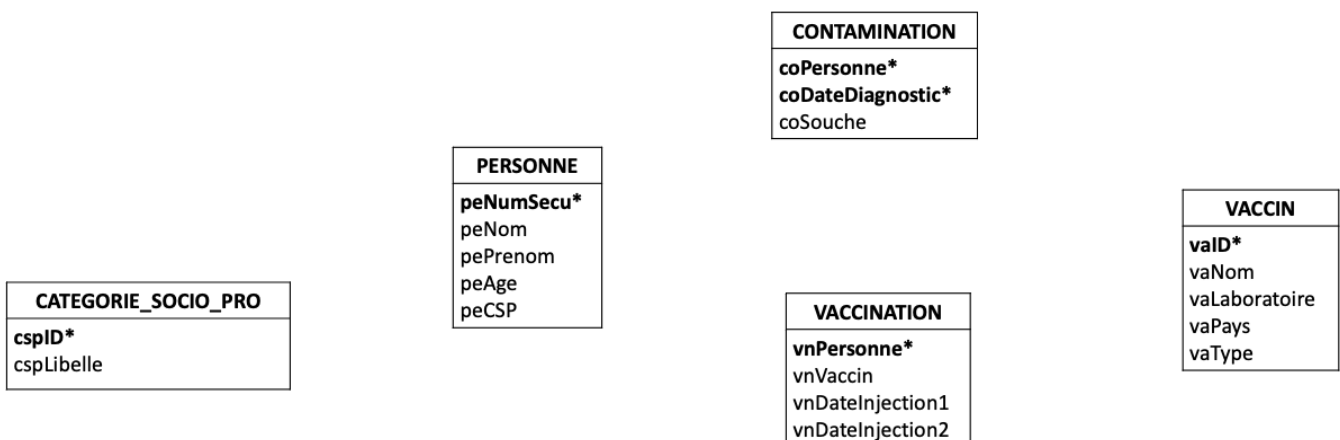 CONTAMINATION
coPersonne*
coDateDiagnostic*
coSouche
PERSONNE
peNumSecu*
peNom
pePrenom
peAge
peCSP
VACCIN
vaID*
vaNom
vaLaboratoire
vaPays
vaType
CATEGORIE_SOCIO_PRO
cspID*
cspLibelle
VACCINATION
vnPersonne*
vnVaccin
vnDateInjection1
vnDateInjection2